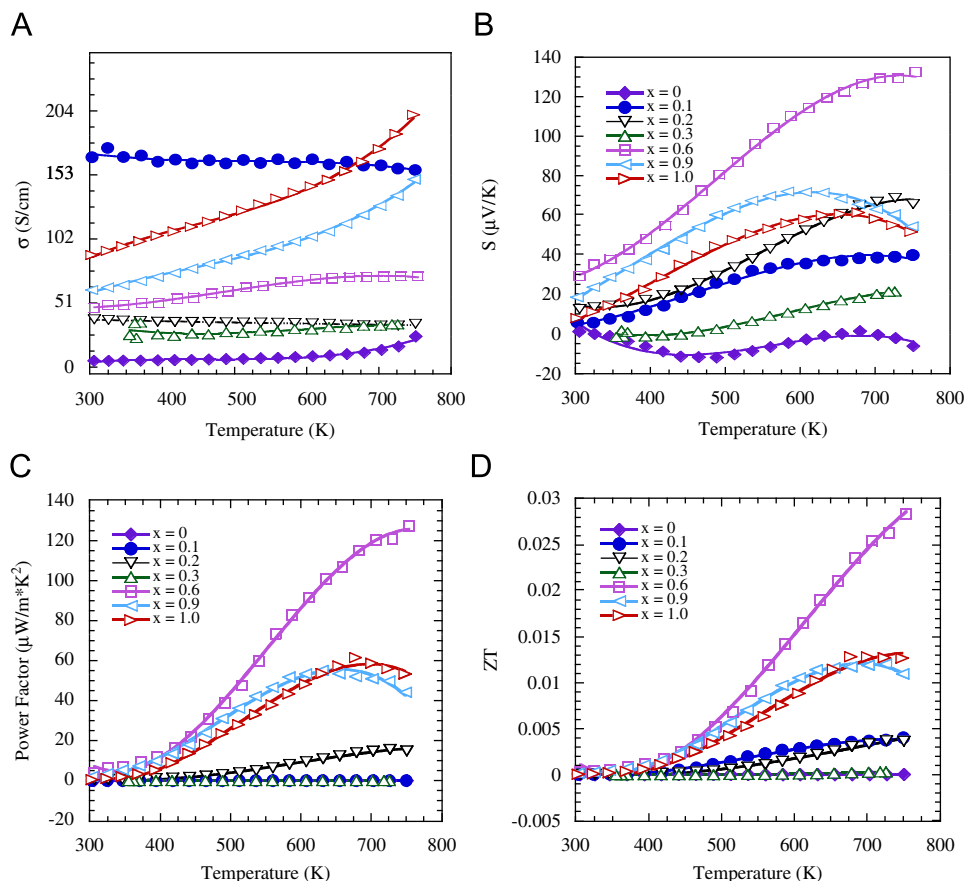 A
B
σ (S/cm)
204
153
102
51
0
300 400 500 600 700 800
Temperature (K)
S (μV/K)
140
120
100
80
60
40
20
0
-20
x = 0
x = 0.1
x = 0.2
x = 0.3
x = 0.6
x = 0.9
x = 1.0
300 400 500 600 700 800
Temperature (K)
C
D
Power Factor (μW/m*K²)
140
120
100
80
60
40
20
0
-20
x = 0
x = 0.1
x = 0.2
x = 0.3
x = 0.6
x = 0.9
x = 1.0
300 400 500 600 700 800
Temperature (K)
ZT
0.03
0.025
0.02
0.015
0.01
0.005
0
-0.005
x = 0
x = 0.1
x = 0.2
x = 0.3
x = 0.6
x = 0.9
x = 1.0
300 400 500 600 700 800
Temperature (K)